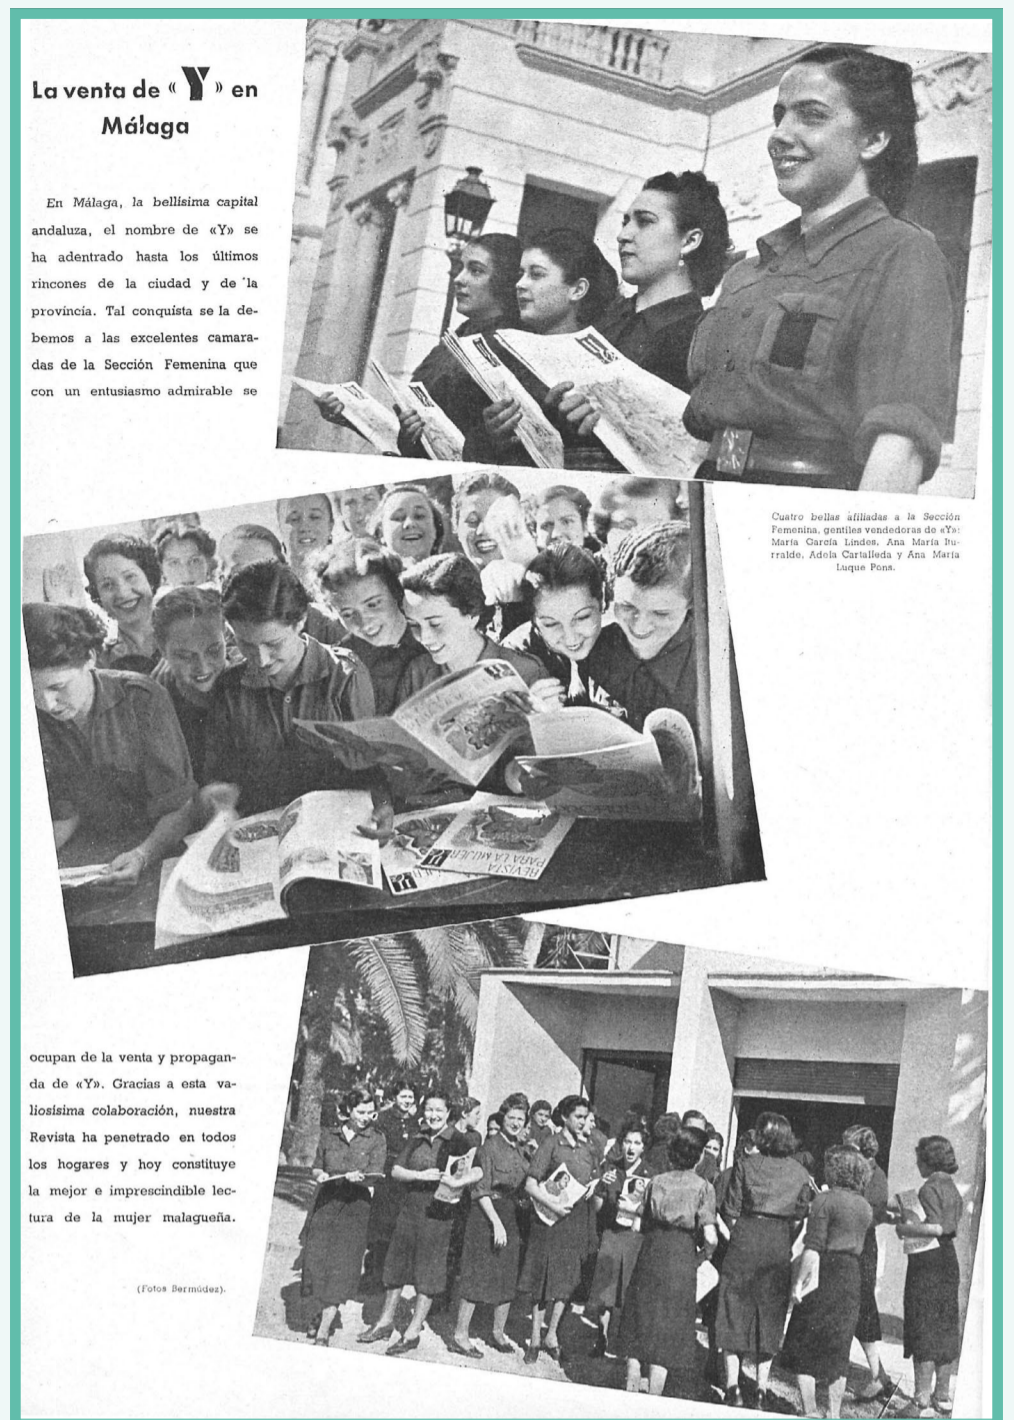 La venta de « Y » en
Málaga
En Málaga, la bellísima capital
andaluza, el nombre de «Y» se
ha adentrado hasta los últimos
rincones de la ciudad y de la
provincia. Tal conquista se la de-
bemos a las excelentes camara-
das de la Sección Femenina que
con un entusiasmo admirable se
Cuatro bellas afiliadas a la Sección
Femenina, gentiles vendedoras de «Y»:
María García Lindes, Ana María Itu-
rralde, Adela Cartalleda y Ana María
Luque Pons.
REVISTA
PARA LA MUJER
ocupan de la venta y propagan-
da de «Y». Gracias a esta va-
liosísima colaboración, nuestra
Revista ha penetrado en todos
los hogares y hoy constituye
la mejor e imprescindible lec-
tura de la mujer malagueña.
(Fotos Bermúdez).